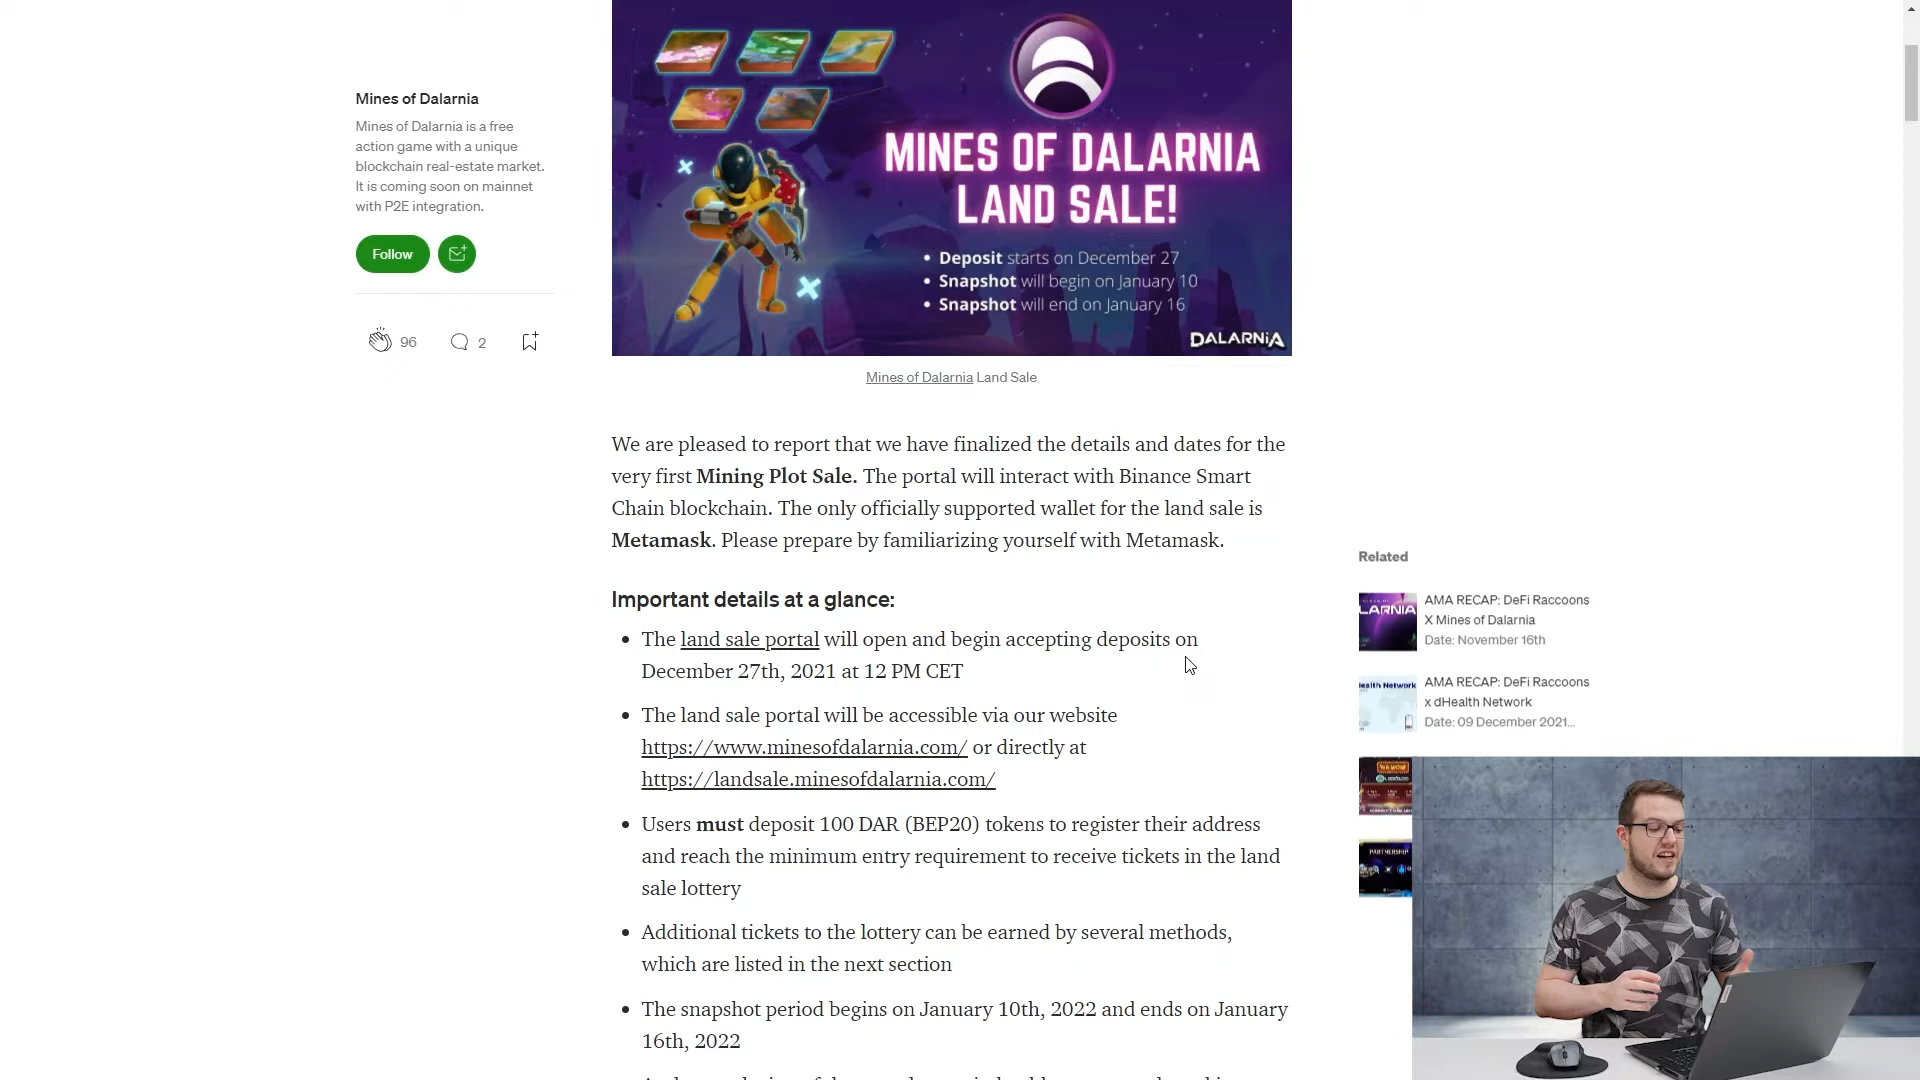 Mines of Dalarnia
Mines of Dalarnia is a free
action game with a unique
blockchain real-estate market.
It is coming soon on mainnet
with P2E integration.
Follow
96
2
MINES OF DALARNIA
LAND SALE!
• Deposit starts on December 27
• Snapshot will begin on January 10
• Snapshot will end on January 16
DALARNiA
Mines of Dalarnia Land Sale
We are pleased to report that we have finalized the details and dates for the
very first Mining Plot Sale. The portal will interact with Binance Smart
Chain blockchain. The only officially supported wallet for the land sale is
Metamask. Please prepare by familiarizing yourself with Metamask.
Important details at a glance:
• The land sale portal will open and begin accepting deposits on
December 27th, 2021 at 12 PM CET
• The land sale portal will be accessible via our website
https://www.minesofdalarnia.com/ or directly at
https://landsale.minesofdalarnia.com/
• Users must deposit 100 DAR (BEP20) tokens to register their address
and reach the minimum entry requirement to receive tickets in the land
sale lottery
• Additional tickets to the lottery can be earned by several methods,
which are listed in the next section
• The snapshot period begins on January 10th, 2022 and ends on January
16th, 2022
Related
LARNIA
AMA RECAP: DeFi Raccoons
X Mines of Dalarnia
Date: November 16th
ealth Network
AMA RECAP: DeFi Raccoons
x dHealth Network
Date: 09 December 2021...
PARTNERSHIP